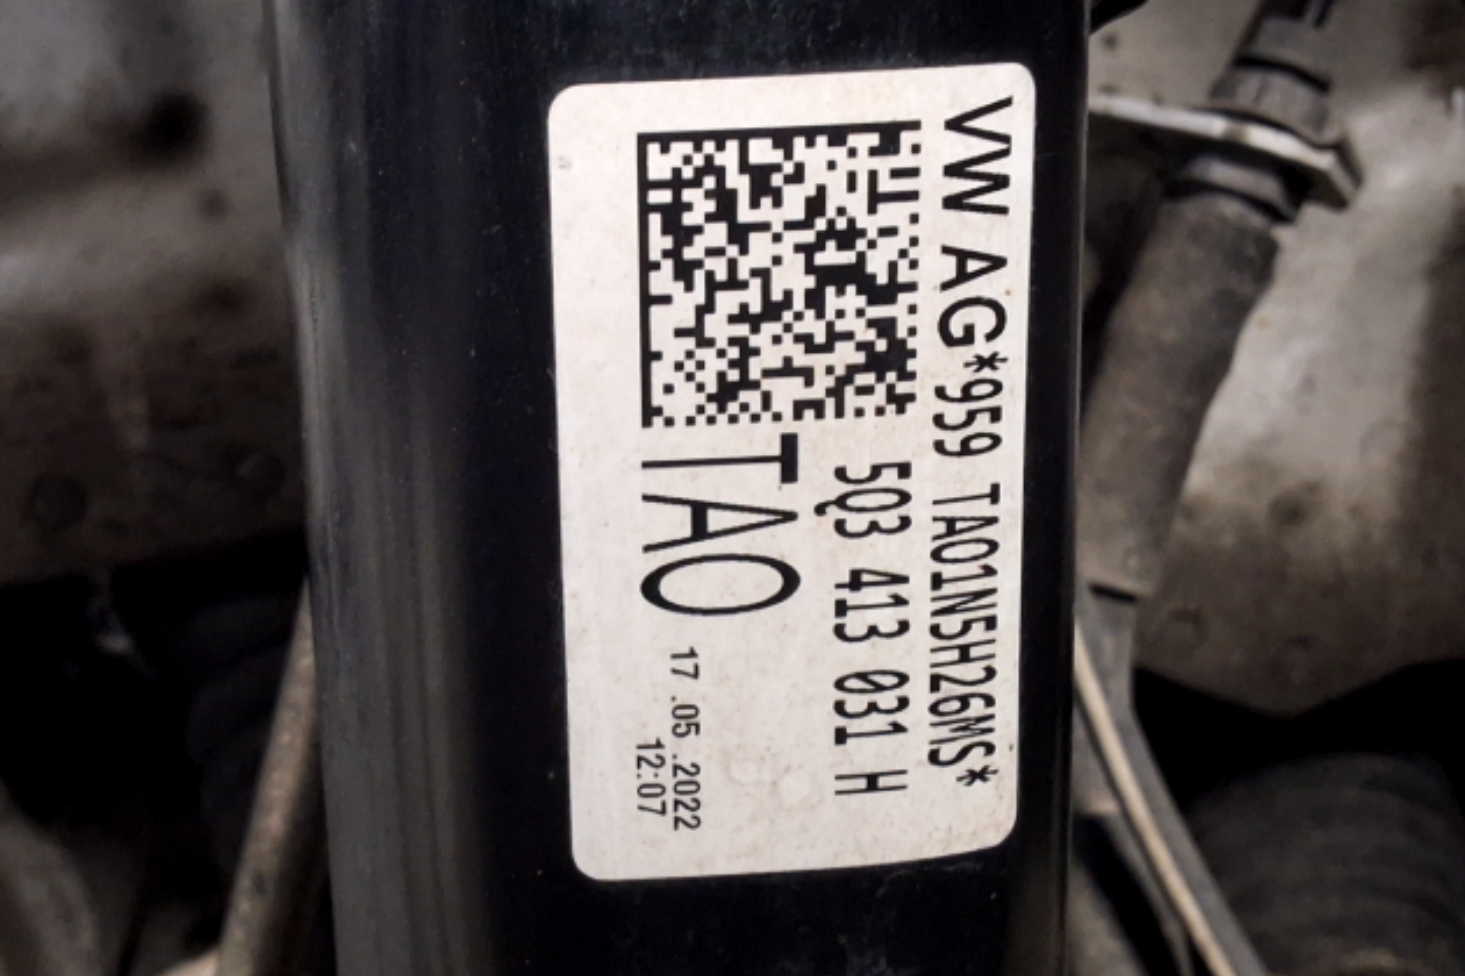 VW AG*959 TAO1N5H26MS*
5Q3 413 031 H
TAO
17 .05 .2022
12:07